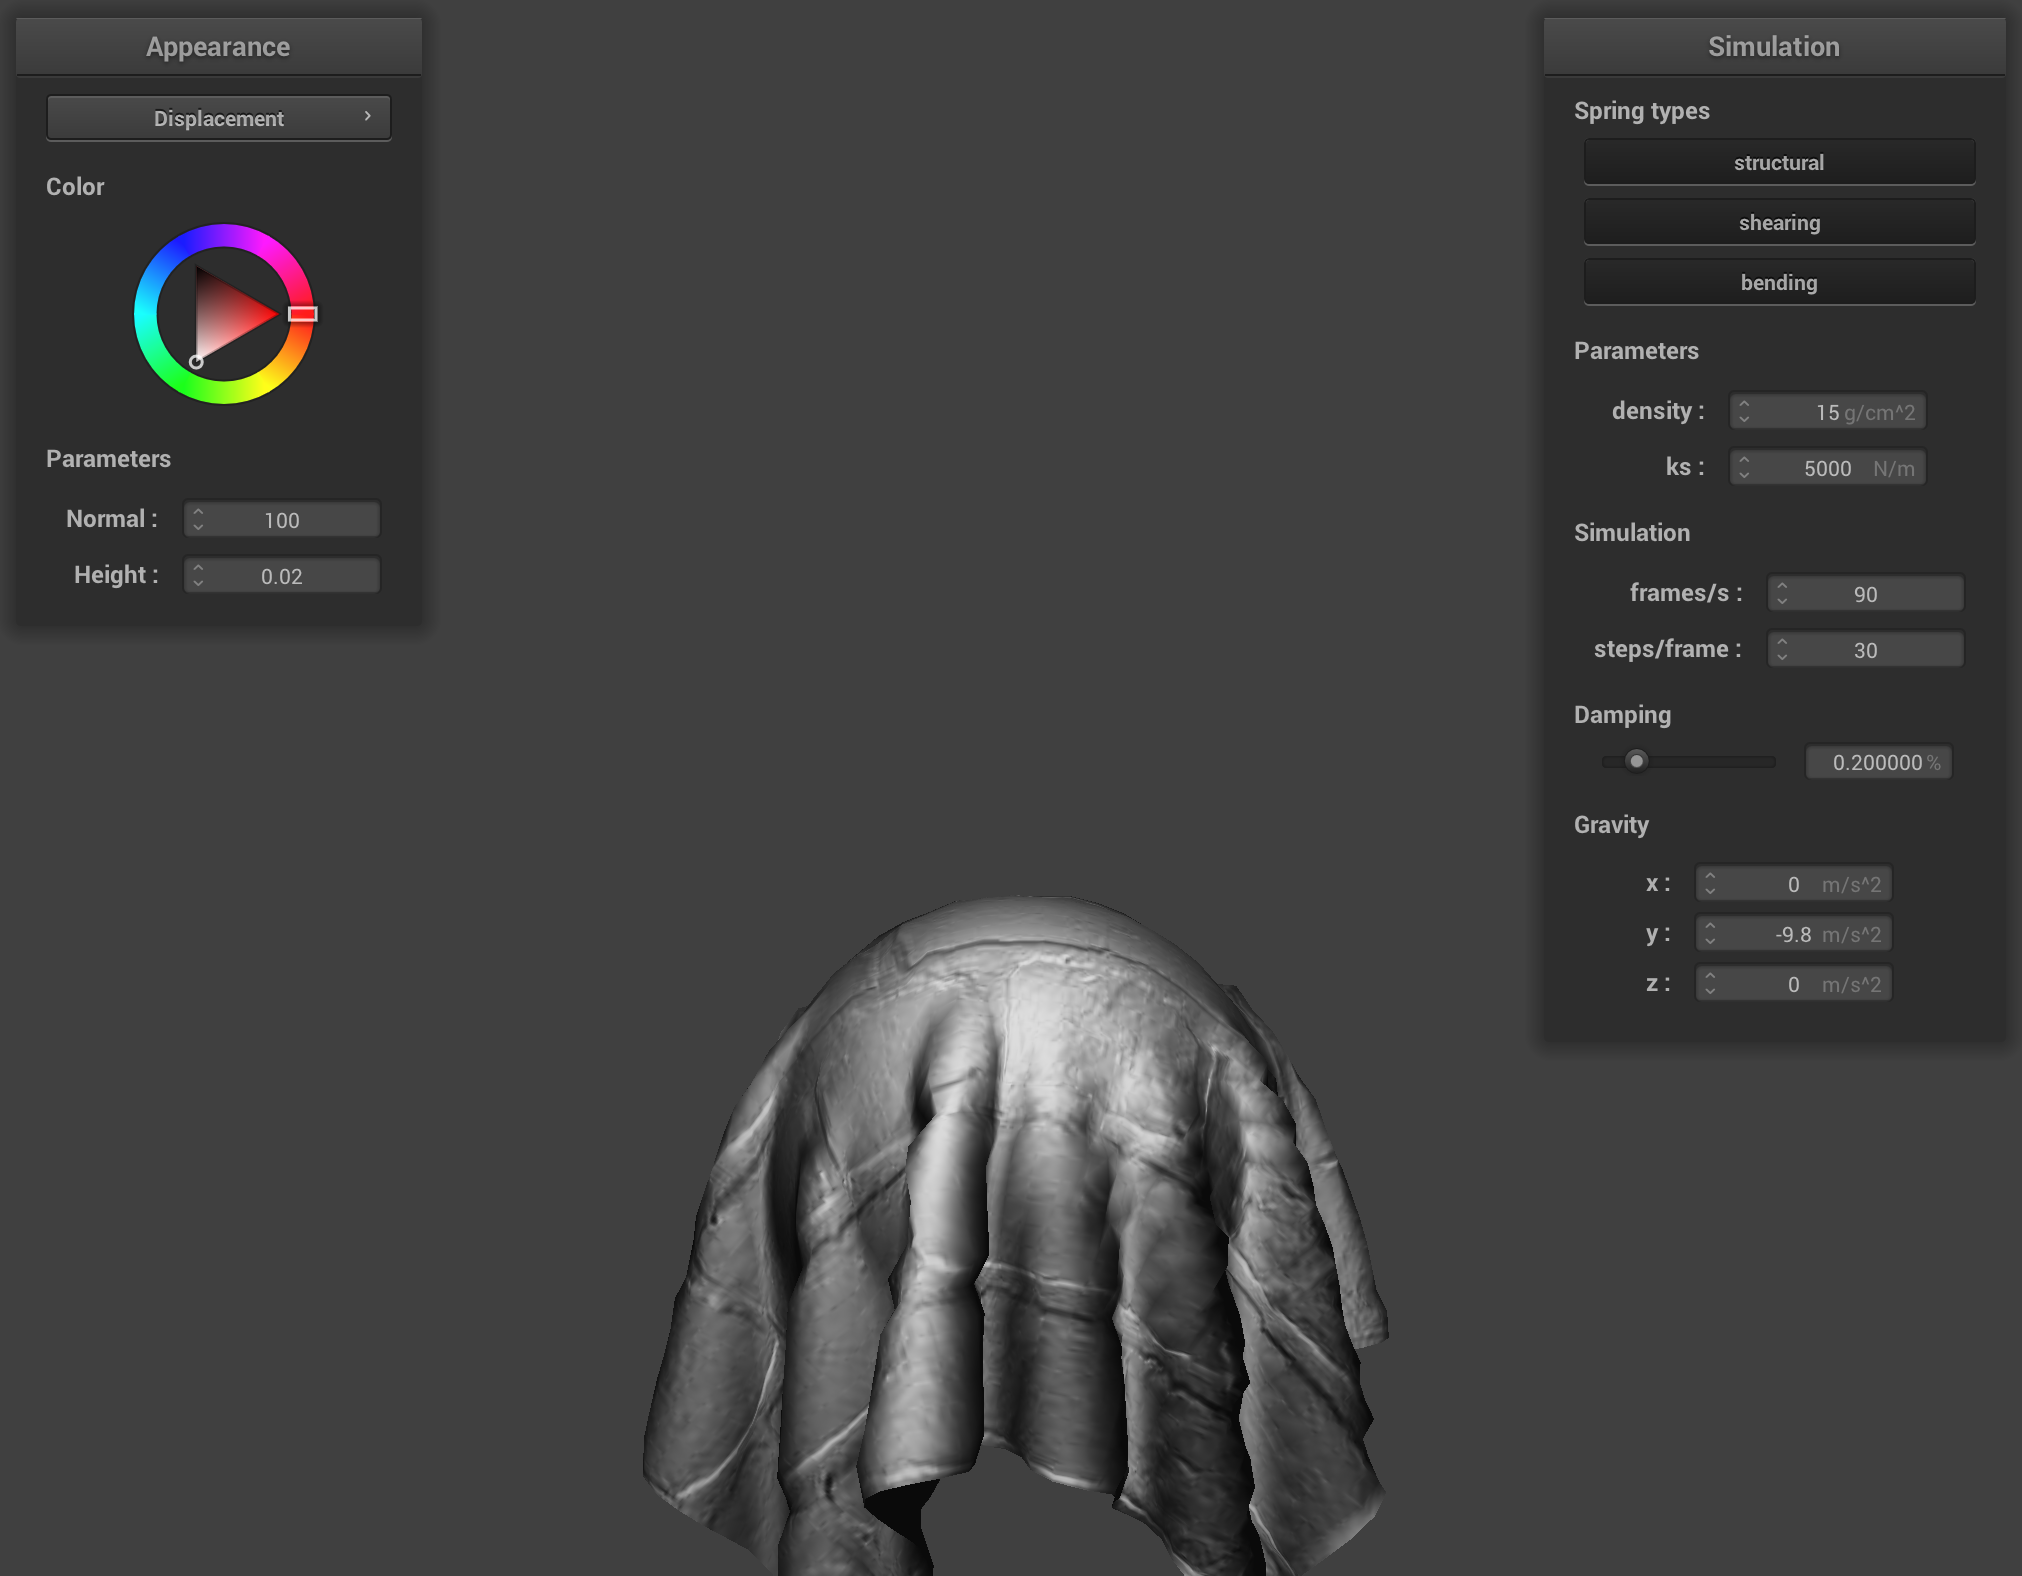 Appearance
Displacement
Color
Parameters
Normal : 100
Height : 0.02
Simulation
Spring types
structural
shearing
bending
Parameters
density : 15 g/cm^2
ks : 5000 N/m
Simulation
frames/s : 90
steps/frame : 30
Damping
0.200000 %
Gravity
x : 0 m/s^2
y : -9.8 m/s^2
z : 0 m/s^2